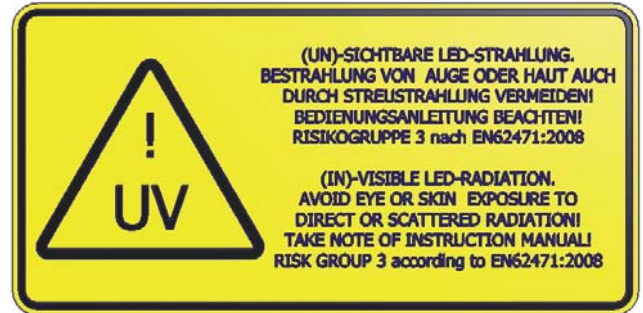 !
UV
(UN)-SICHTBARE LED-STRAHLUNG.
BESTRAHLUNG VON AUGE ODER HAUT AUCH
DURCH STREUSTRAHLUNG VERMEIDEN!
BEDIENUNGSANLEITUNG BEACHTEN!
RISIKOGRUPPE 3 nach EN62471:2008
(IN)-VISIBLE LED-RADIATION.
AVOID EYE OR SKIN EXPOSURE TO
DIRECT OR SCATTERED RADIATION!
TAKE NOTE OF INSTRUCTION MANUAL!
RISK GROUP 3 according to EN62471:2008